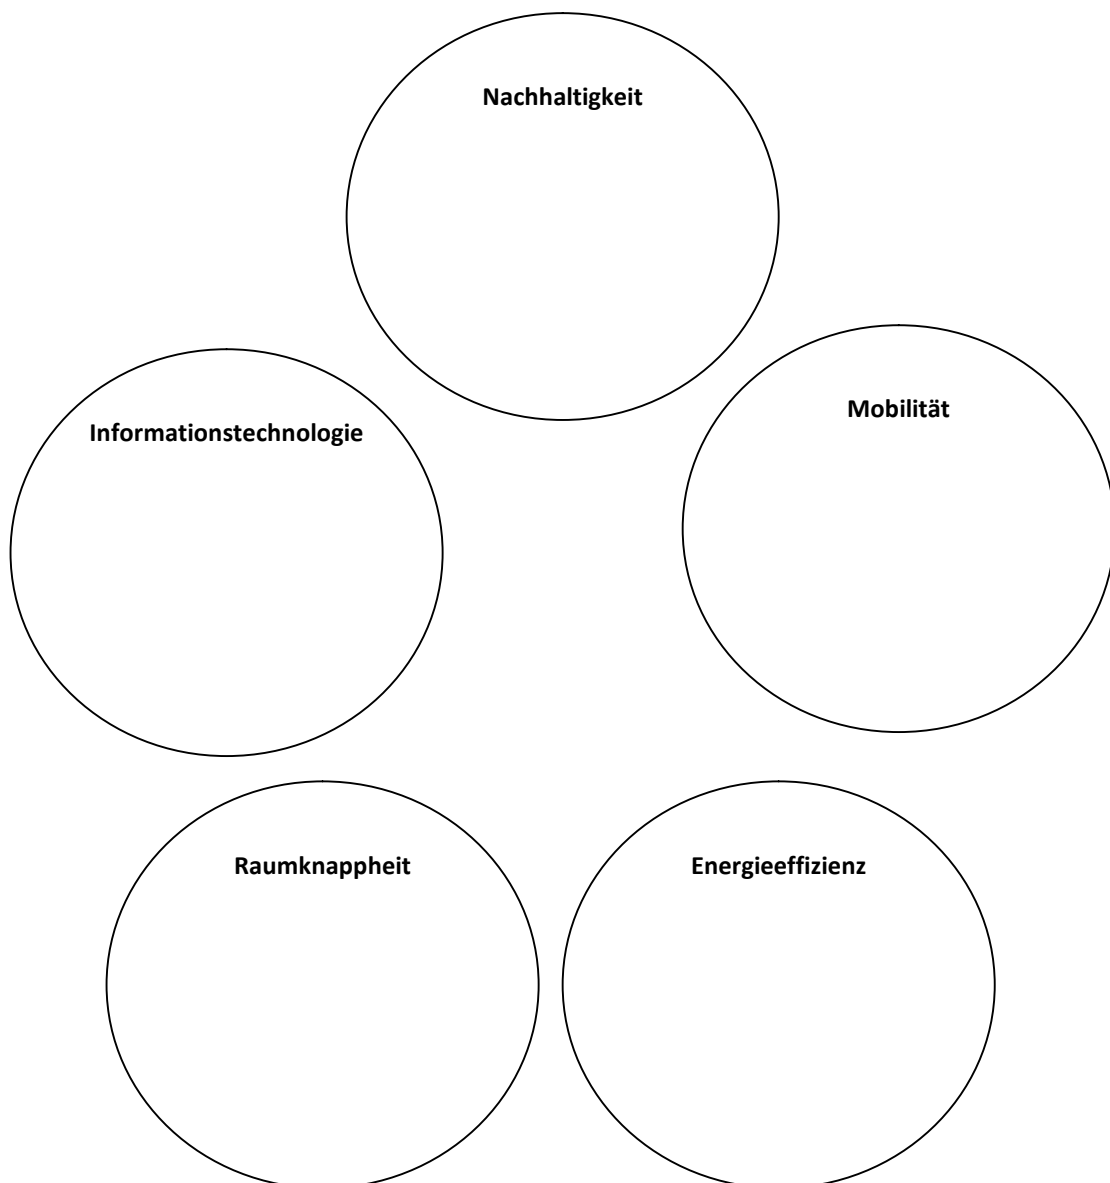 Nachhaltigkeit
Mobilität
Informationstechnologie
Raumknappheit
Energieeffizienz